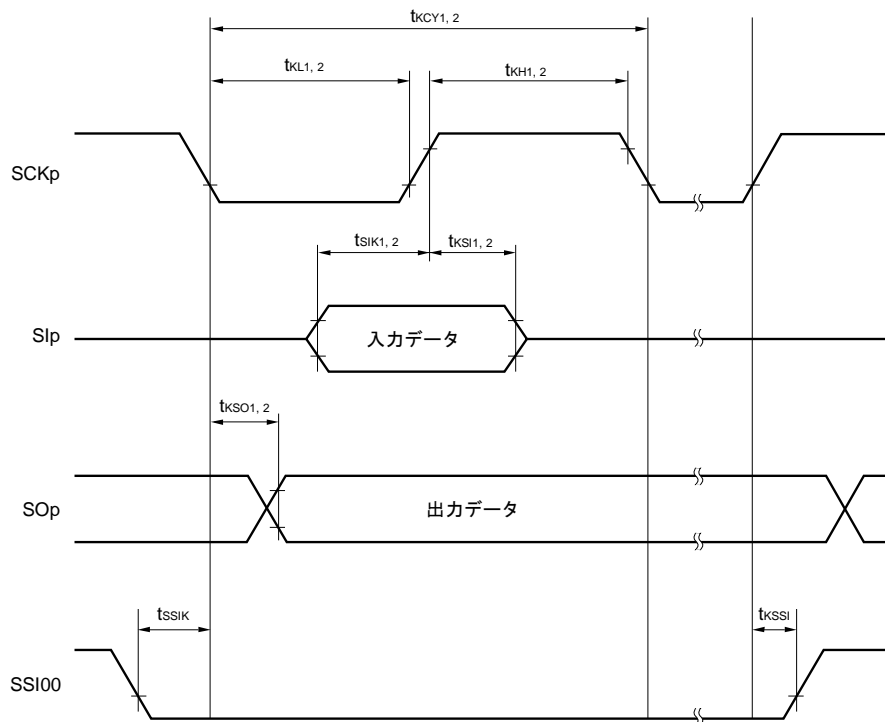 tKCY1, 2
tKL1, 2
tKH1, 2
SCKp
tSIK1, 2
tKSI1, 2
SIp
入力データ
tKSO1, 2
SOp
出力データ
tSSIK
tKSSI
SSI00